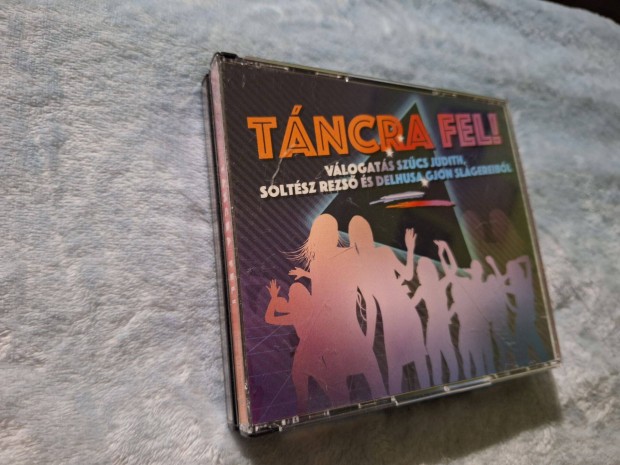 TÁNCRA FEL!
VÁLOGATÁS SZŰCS JUDITH,
SOLTÉSZ REZSŐ ÉS DELHUSA GJON SLÁGEREIBŐL